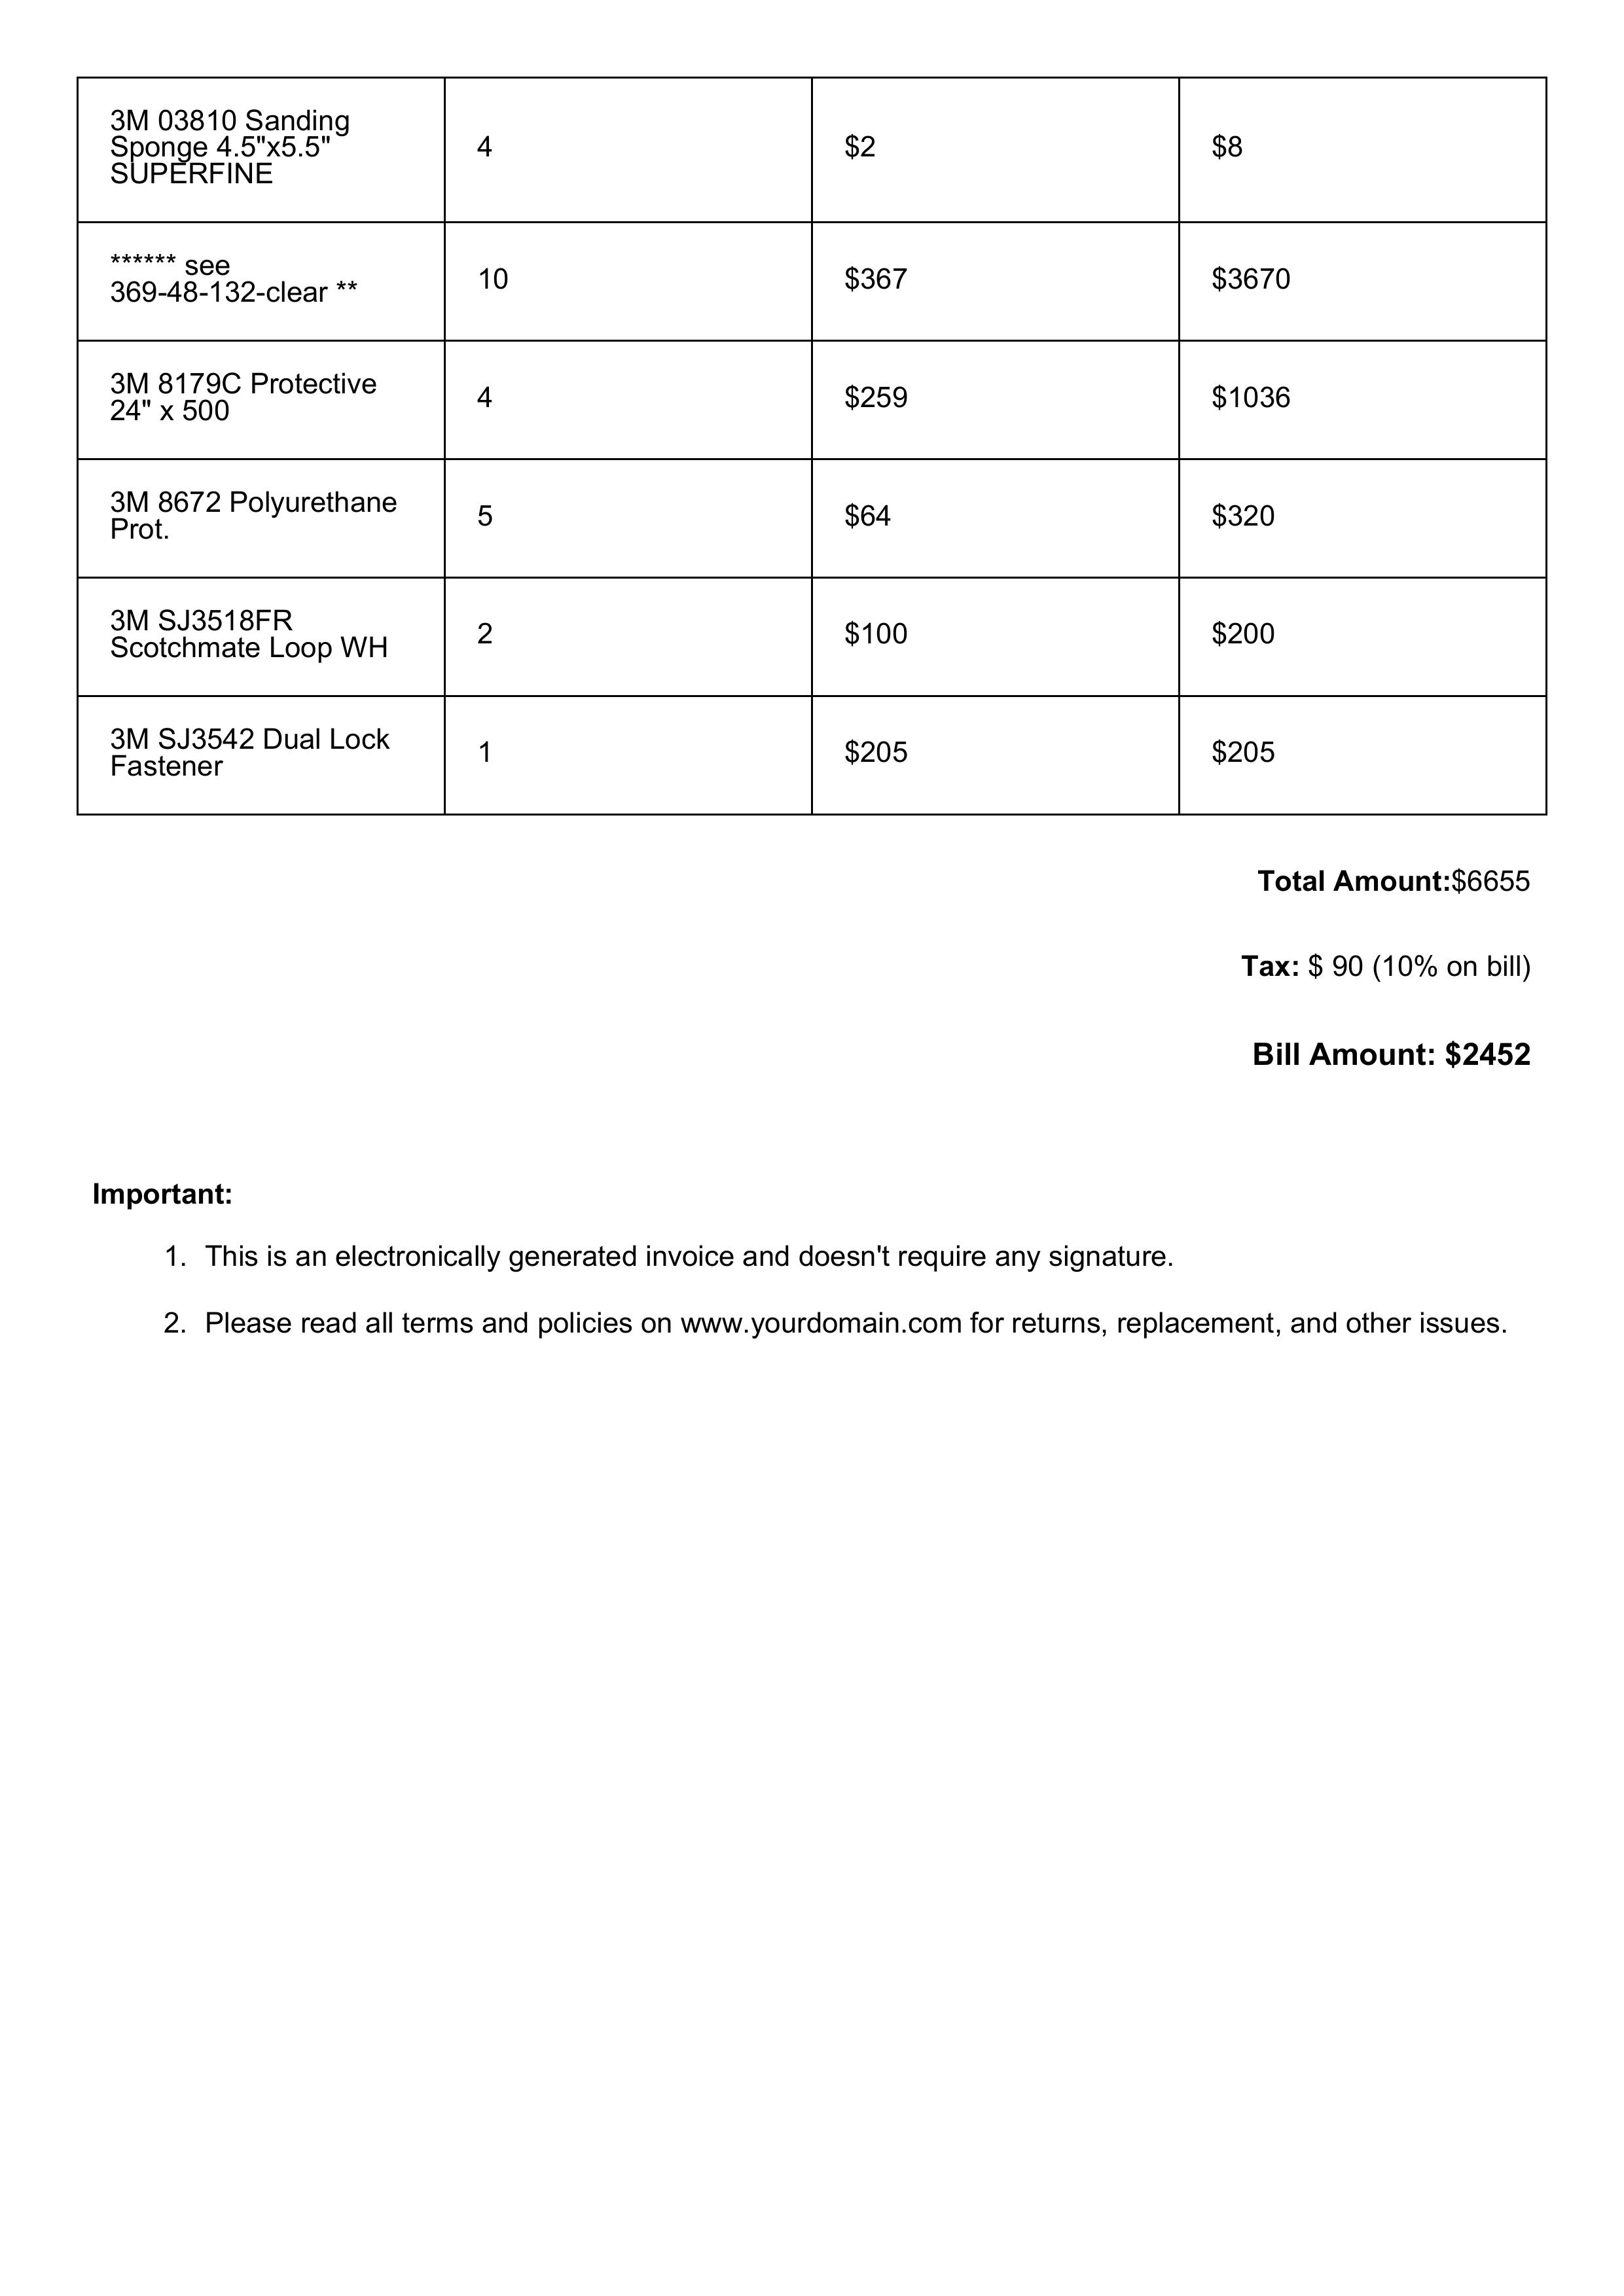 3M 03810 Sanding
Sponge 4.5"x5.5"
SUPERFINE
4
$2
$8
****** see
369-48-132-clear **
10
$367
$3670
3M 8179C Protective
24" x 500
4
$259
$1036
3M 8672 Polyurethane
Prot.
5
$64
$320
3M SJ3518FR
Scotchmate Loop WH
2
$100
$200
3M SJ3542 Dual Lock
Fastener
1
$205
$205
Total Amount:$6655
Tax: $ 90 (10% on bill)
Bill Amount: $2452
Important:
1. This is an electronically generated invoice and doesn't require any signature.
2. Please read all terms and policies on www.yourdomain.com for returns, replacement, and other issues.